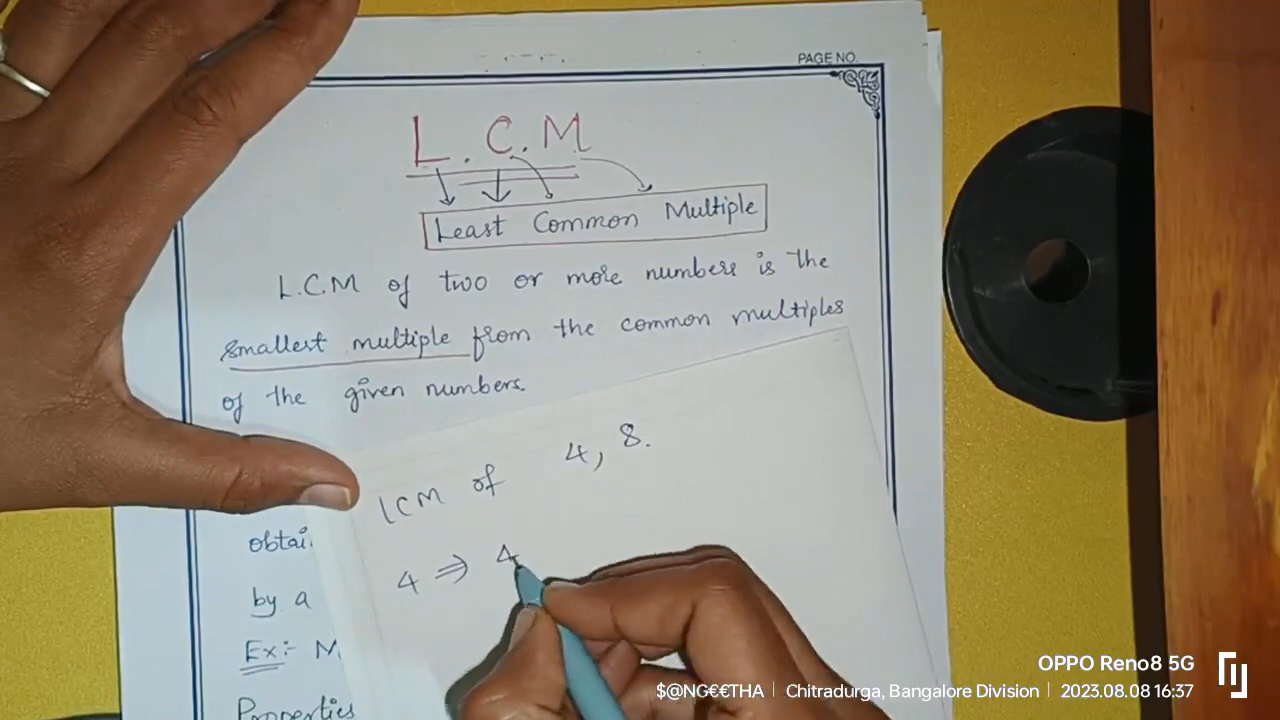 PAGE NO
L.C.M
Least Common Multiple
L.C.M of two or more numbers is the
smallest multiple from the common multiples
of the given numbers.
LCM of 4, 8.
4 ⇒ 4
obtai
by a
Ex:- M
Properties
OPPO Reno8 5G
$@NG€€THA | Chitradurga, Bangalore Division | 2023.08.08 16:37